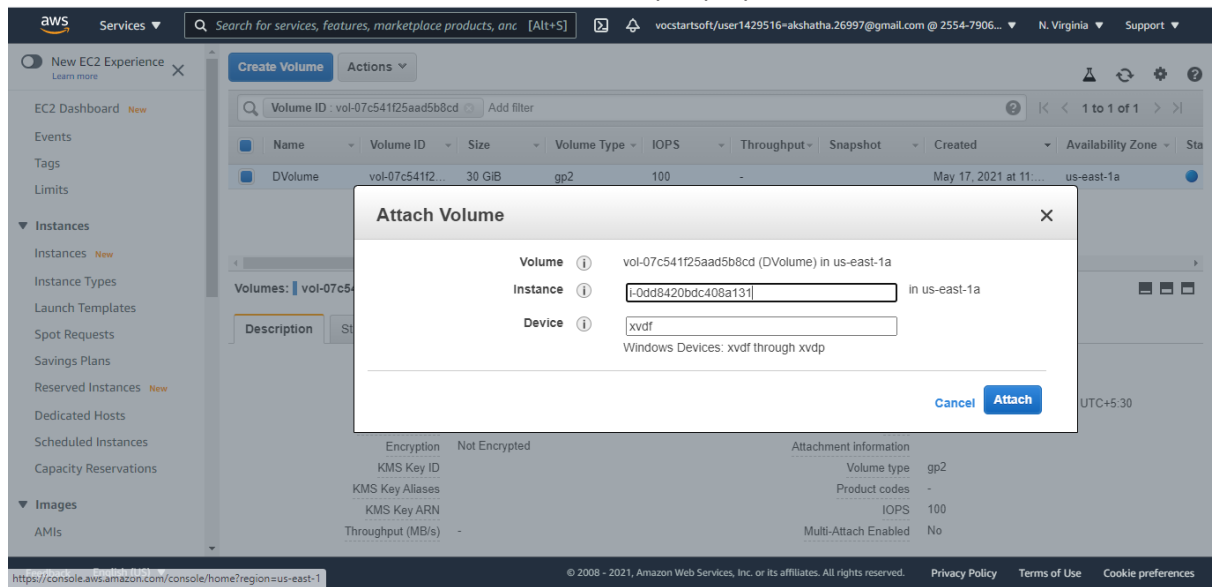 aws Services ▼ Search for services, features, marketplace products, and [Alt+S] vocstartsoft/user1429516=akshatha.26997@gmail.com @ 2554-7906... ▼ N. Virginia ▼ Support ▼
New EC2 Experience
Learn more
EC2 Dashboard New
Events
Tags
Limits
▼ Instances
Instances New
Instance Types
Launch Templates
Spot Requests
Savings Plans
Reserved Instances New
Dedicated Hosts
Scheduled Instances
Capacity Reservations
▼ Images
AMIs
Create Volume Actions
Volume ID : vol-07c541f25aad5b8cd Add filter 1 to 1 of 1
Name Volume ID Size Volume Type IOPS Throughput Snapshot Created Availability Zone Sta
DVolume vol-07c541f2... 30 GiB gp2 100 - May 17, 2021 at 11:... us-east-1a
Attach Volume
Volume vol-07c541f25aad5b8cd (DVolume) in us-east-1a
Instance i-0dd8420bdc408a131 in us-east-1a
Device xvdf
Windows Devices: xvdf through xvdp
Cancel Attach
Volumes: vol-07c54
Description St
UTC+5:30
Encryption Not Encrypted Attachment information
KMS Key ID Volume type gp2
KMS Key Aliases Product codes -
KMS Key ARN IOPS 100
Throughput (MB/s) - Multi-Attach Enabled No
English (US)
https://console.aws.amazon.com/console/home?region=us-east-1
© 2008 - 2021, Amazon Web Services, Inc. or its affiliates. All rights reserved. Privacy Policy Terms of Use Cookie preferences